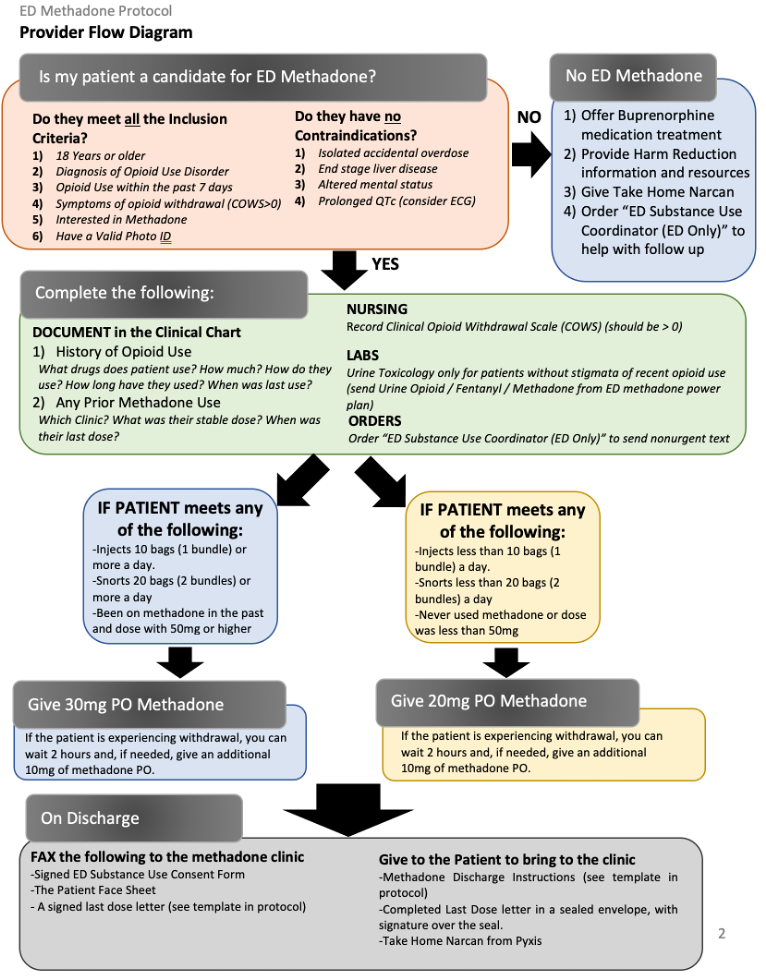 ED Methadone Protocol
Provider Flow Diagram
Is my patient a candidate for ED Methadone?
Do they meet all the Inclusion
Criteria?
1) 18 Years or older
2) Diagnosis of Opioid Use Disorder
3) Opioid Use within the past 7 days
4) Symptoms of opioid withdrawal (COWS>0)
5) Interested in Methadone
6) Have a Valid Photo ID
Do they have no
Contraindications?
1) Isolated accidental overdose
2) End stage liver disease
3) Altered mental status
4) Prolonged QTc (consider ECG)
NO
No ED Methadone
1) Offer Buprenorphine
medication treatment
2) Provide Harm Reduction
information and resources
3) Give Take Home Narcan
4) Order “ED Substance Use
Coordinator (ED Only)” to
help with follow up
YES
Complete the following:
DOCUMENT in the Clinical Chart
1) History of Opioid Use
What drugs does patient use? How much? How do they
use? How long have they used? When was last use?
2) Any Prior Methadone Use
Which Clinic? What was their stable dose? When was
their last dose?
NURSING
Record Clinical Opioid Withdrawal Scale (COWS) (should be > 0)
LABS
Urine Toxicology only for patients without stigmata of recent opioid use
(send Urine Opioid / Fentanyl / Methadone from ED methadone power
plan)
ORDERS
Order “ED Substance Use Coordinator (ED Only)” to send nonurgent text
IF PATIENT meets any
of the following:
-Injects 10 bags (1 bundle) or
more a day.
-Snorts 20 bags (2 bundles) or
more a day
-Been on methadone in the past
and dose with 50mg or higher
IF PATIENT meets any
of the following:
-Injects less than 10 bags (1
bundle) a day.
-Snorts less than 20 bags (2
bundles) a day
-Never used methadone or dose
was less than 50mg
Give 30mg PO Methadone
If the patient is experiencing withdrawal, you can
wait 2 hours and, if needed, give an additional
10mg of methadone PO.
Give 20mg PO Methadone
If the patient is experiencing withdrawal, you can
wait 2 hours and, if needed, give an additional
10mg of methadone PO.
On Discharge
FAX the following to the methadone clinic
-Signed ED Substance Use Consent Form
-The Patient Face Sheet
- A signed last dose letter (see template in protocol)
Give to the Patient to bring to the clinic
-Methadone Discharge Instructions (see template in
protocol)
-Completed Last Dose letter in a sealed envelope, with
signature over the seal.
-Take Home Narcan from Pyxis
2